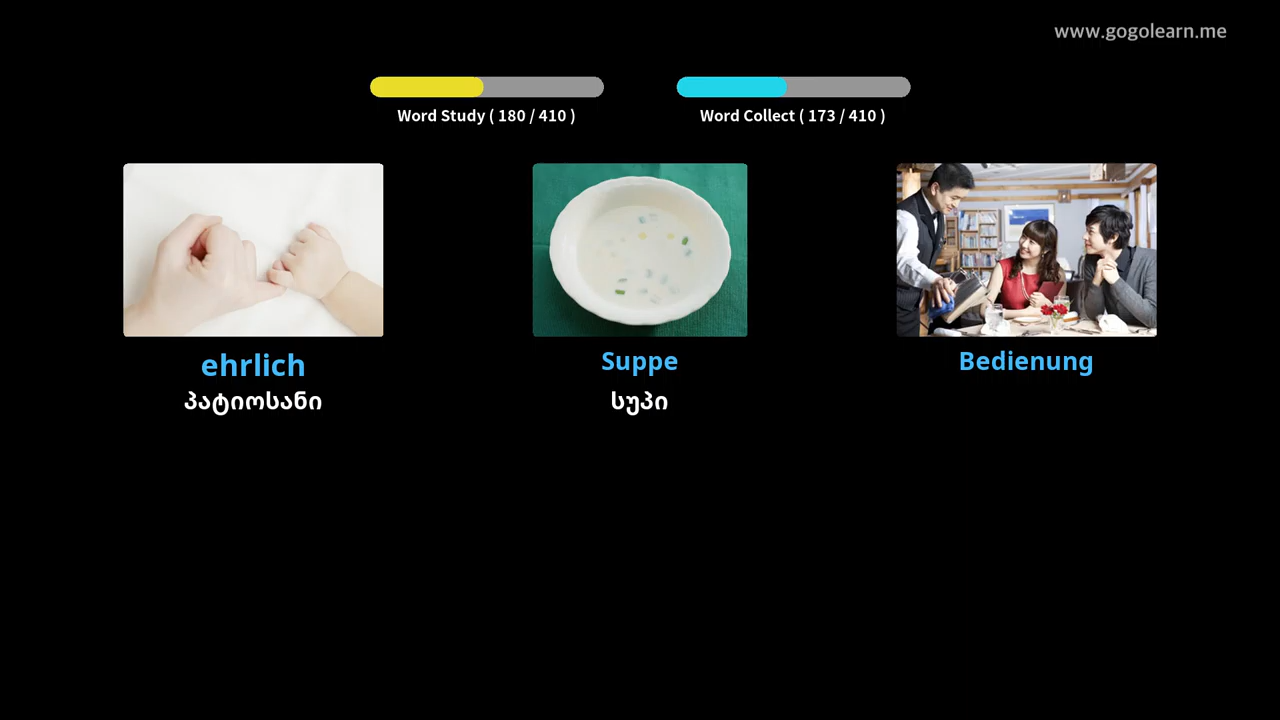 www.gogolearn.me
Word Study ( 180 / 410 )
Word Collect ( 173 / 410 )
ehrlich
Suppe
Bedienung
პატიოსანი
სუპი